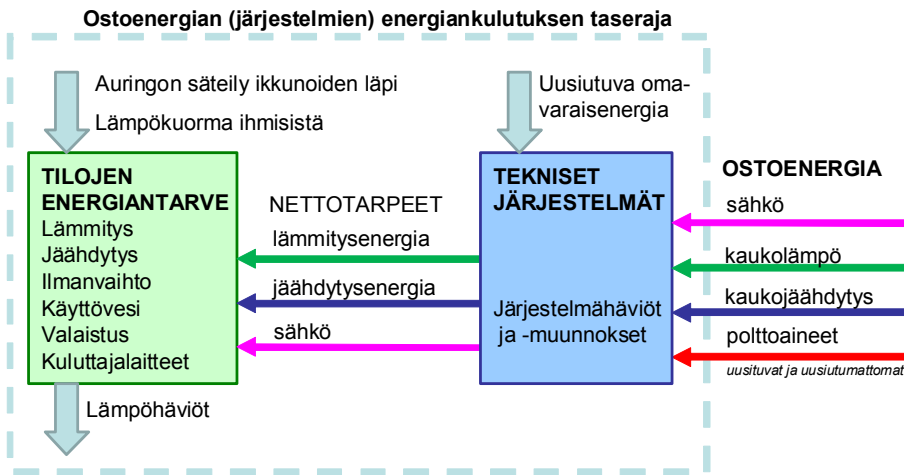 Ostoenergian (järjestelmien) energiankulutuksen taseraja
Auringon säteily ikkunoiden läpi
Lämpökuorma ihmisistä
Uusiutuva oma-
varaisenergia
TILOJEN
ENERGIANTARVE
Lämmitys
Jäähdytys
Ilmanvaihto
Käyttövesi
Valaistus
Kuluttajalaitteet
NETTOTARPEET
lämmitysenergia
jäähdytysenergia
sähkö
TEKNISET
JÄRJESTELMÄT
Järjestelmähäviöt
ja -muunnokset
OSTOENERGIA
sähkö
kaukolämpö
kaukojäähdytys
polttoaineet
uusituvat ja uusiutumattomat
Lämpöhäviöt